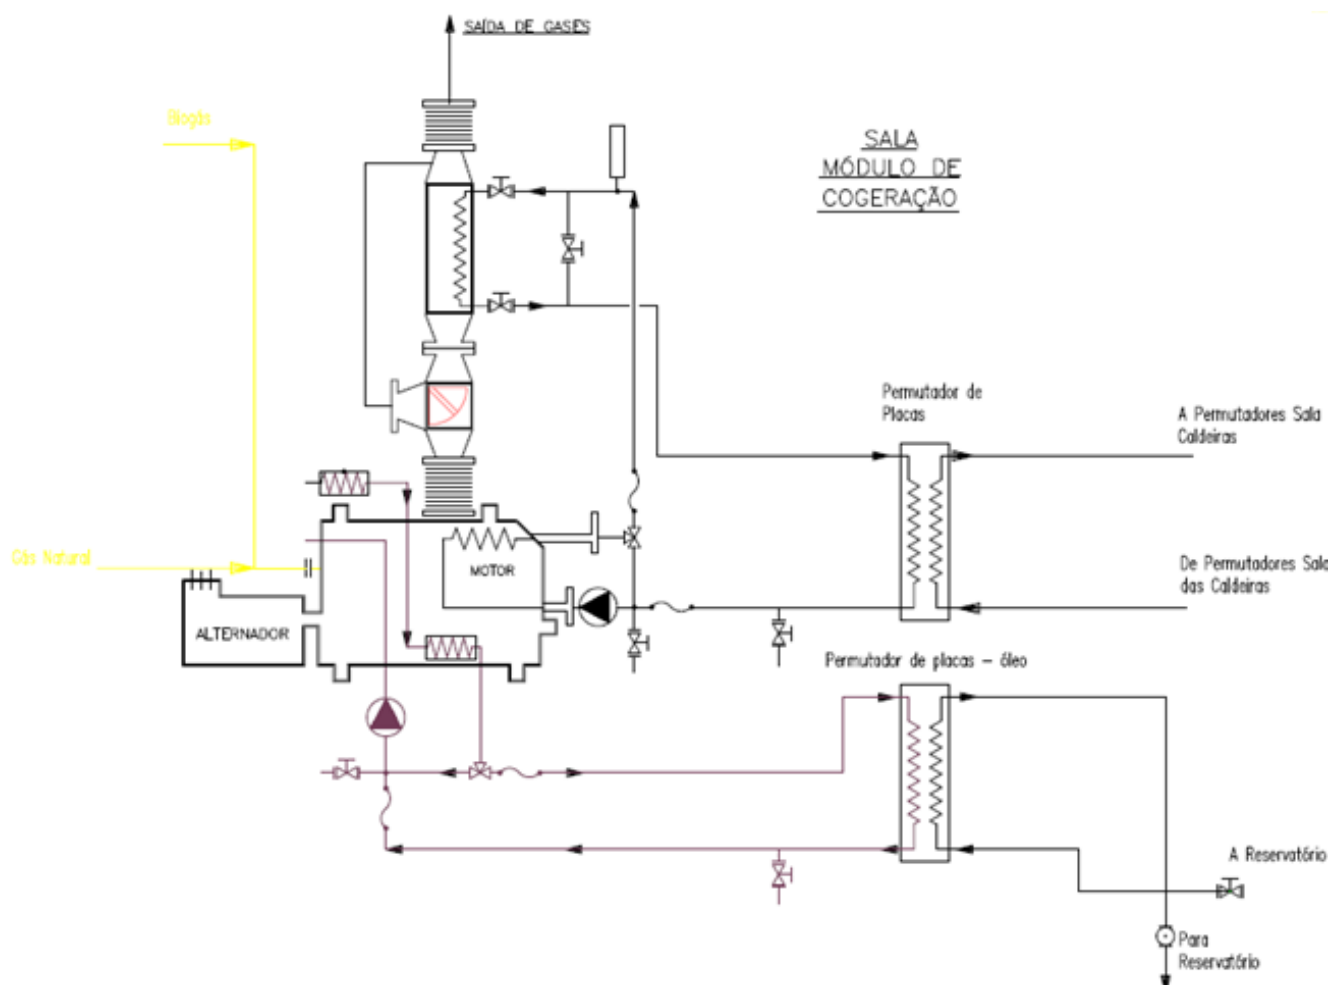 SAÍDA DE GASES
Biogás
SALA
MÓDULO DE
COGERAÇÃO
Permutador de
Placas
A Permutadores Sala
Caldeiras
Gás Natural
MOTOR
De Permutadores Sala
das Caldeiras
ALTERNADOR
Permutador de placas - óleo
A Reservatório
Para
Reservatório